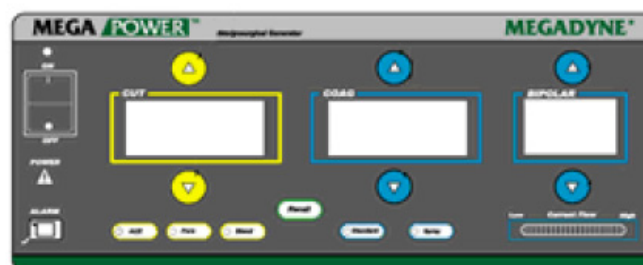 MEGA POWER™ Electrosurgical Generator MEGADYNE®
ON
CUT COAG BIPOLAR
OFF
POWER
Recall
ALARM
Low Current Flow High
Pure Blend Standard Spray